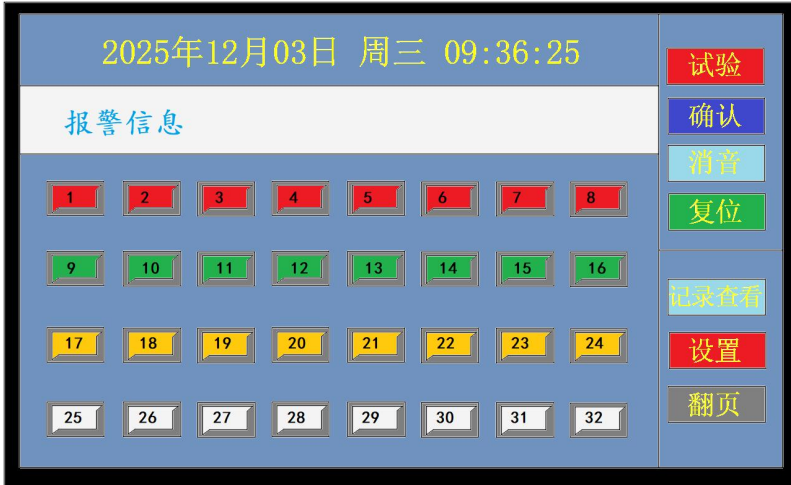 2025年12月03日 周三 09:36:25
报警信息
1 2 3 4 5 6 7 8
9 10 11 12 13 14 15 16
17 18 19 20 21 22 23 24
25 26 27 28 29 30 31 32
试验
确认
消音
复位
记录查看
设置
翻页